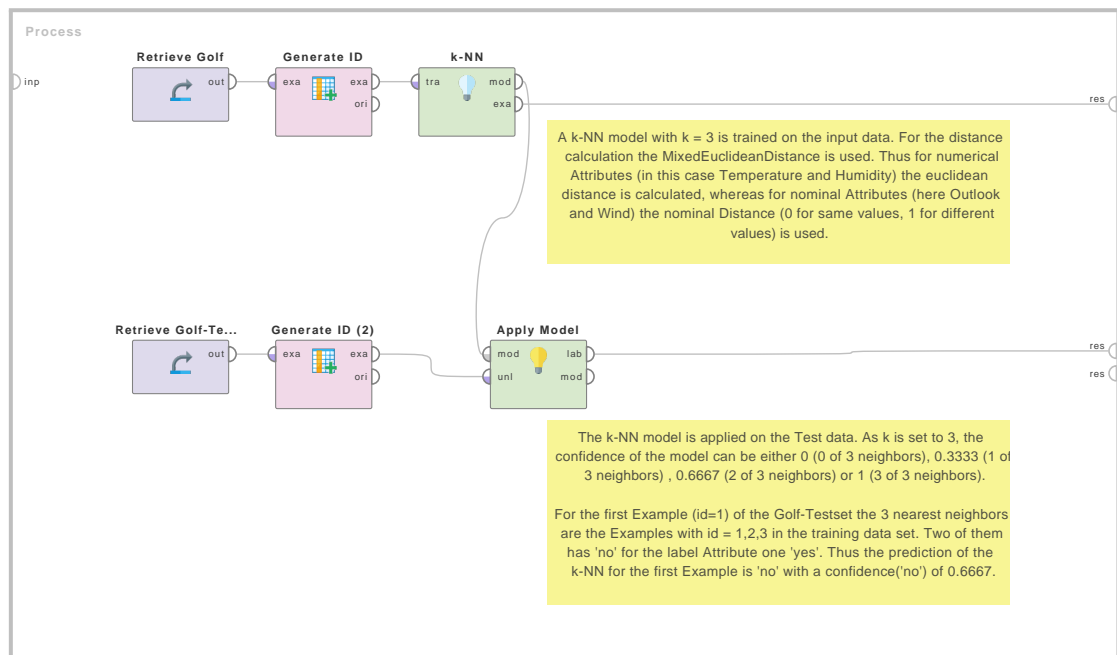 Process
inp
Retrieve Golf
out
Generate ID
exa
exa
ori
k-NN
tra
mod
exa
res
A k-NN model with k = 3 is trained on the input data. For the distance
calculation the MixedEuclideanDistance is used. Thus for numerical
Attributes (in this case Temperature and Humidity) the euclidean
distance is calculated, whereas for nominal Attributes (here Outlook
and Wind) the nominal Distance (0 for same values, 1 for different
values) is used.
Retrieve Golf-Te...
out
Generate ID (2)
exa
exa
ori
Apply Model
mod
lab
unl
mod
res
res
The k-NN model is applied on the Test data. As k is set to 3, the
confidence of the model can be either 0 (0 of 3 neighbors), 0.3333 (1 of
3 neighbors) , 0.6667 (2 of 3 neighbors) or 1 (3 of 3 neighbors).
For the first Example (id=1) of the Golf-Testset the 3 nearest neighbors
are the Examples with id = 1,2,3 in the training data set. Two of them
has 'no' for the label Attribute one 'yes'. Thus the prediction of the
k-NN for the first Example is 'no' with a confidence('no') of 0.6667.